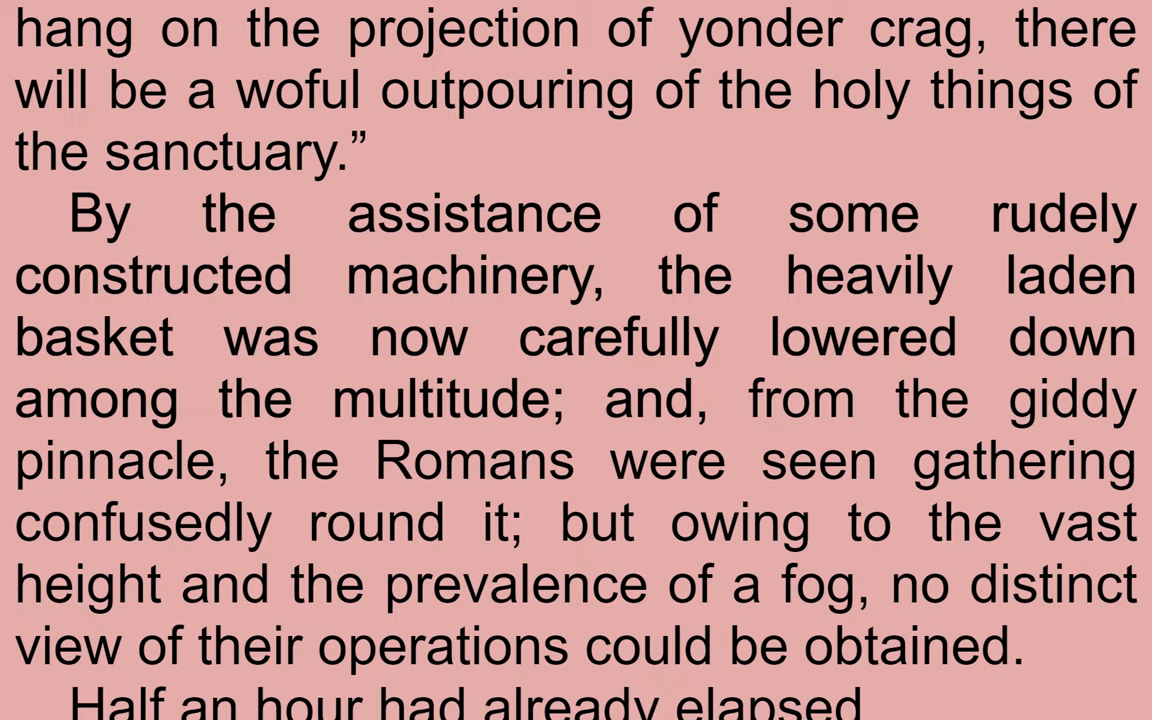 hang on the projection of yonder crag, there
will be a woful outpouring of the holy things of
the sanctuary.”
By the assistance of some rudely
constructed machinery, the heavily laden
basket was now carefully lowered down
among the multitude; and, from the giddy
pinnacle, the Romans were seen gathering
confusedly round it; but owing to the vast
height and the prevalence of a fog, no distinct
view of their operations could be obtained.
Half an hour had already elapsed